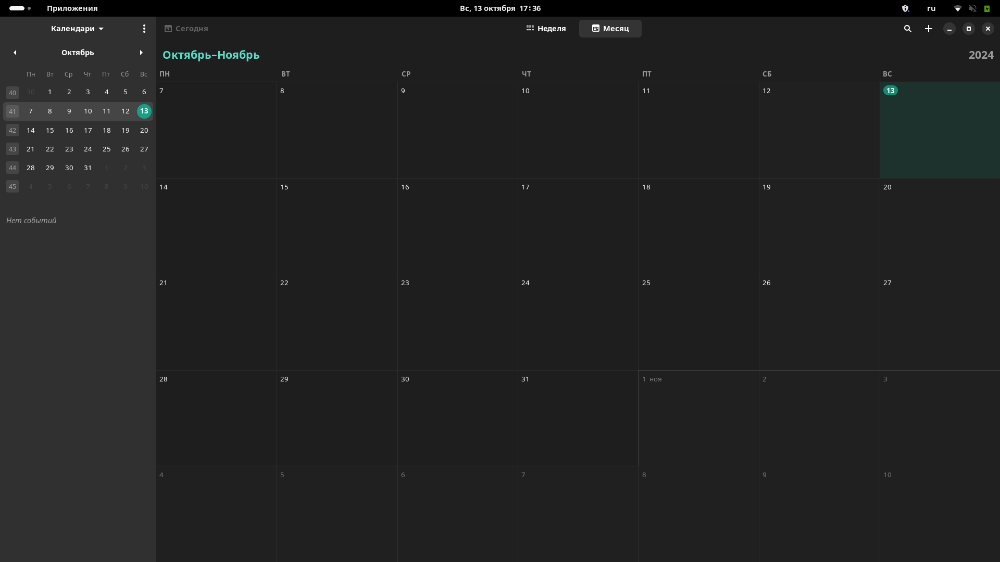 Приложения
Вс, 13 октября 17:36
ru
Календари
Сегодня
Неделя
Месяц
Октябрь
Октябрь–Ноябрь
2024
Пн Вт Ср Чт Пт Сб Вс
40 30 1 2 3 4 5 6
41 7 8 9 10 11 12 13
42 14 15 16 17 18 19 20
43 21 22 23 24 25 26 27
44 28 29 30 31 1 2 3
45 4 5 6 7 8 9 10
Нет событий
ПН ВТ СР ЧТ ПТ СБ ВС
7 8 9 10 11 12 13
14 15 16 17 18 19 20
21 22 23 24 25 26 27
28 29 30 31 1 ноя 2 3
4 5 6 7 8 9 10